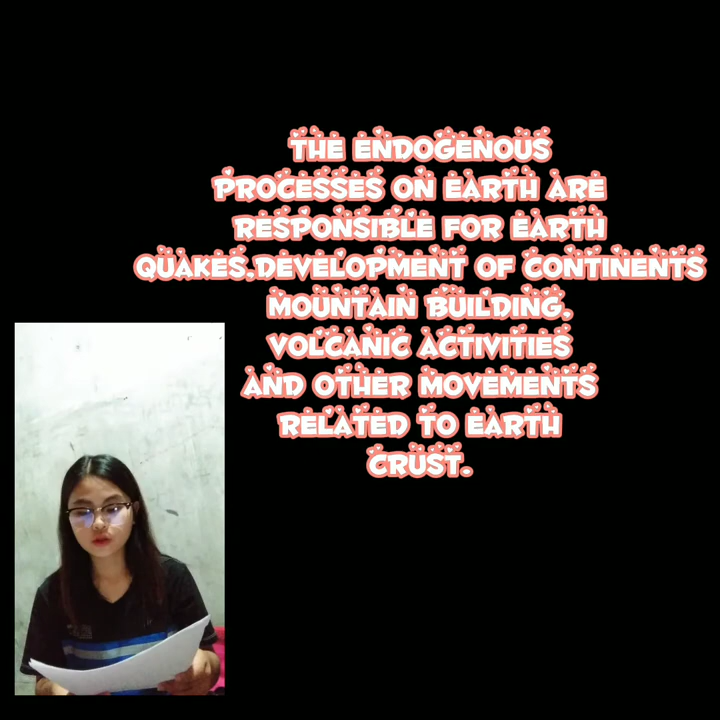 THE ENDOGENOUS
PROCESSES ON EARTH ARE
RESPONSIBLE FOR EARTH
QUAKES,DEVELOPMENT OF CONTINENTS
MOUNTAIN BUILDING,
VOLCANIC ACTIVITIES
AND OTHER MOVEMENTS
RELATED TO EARTH
CRUST.